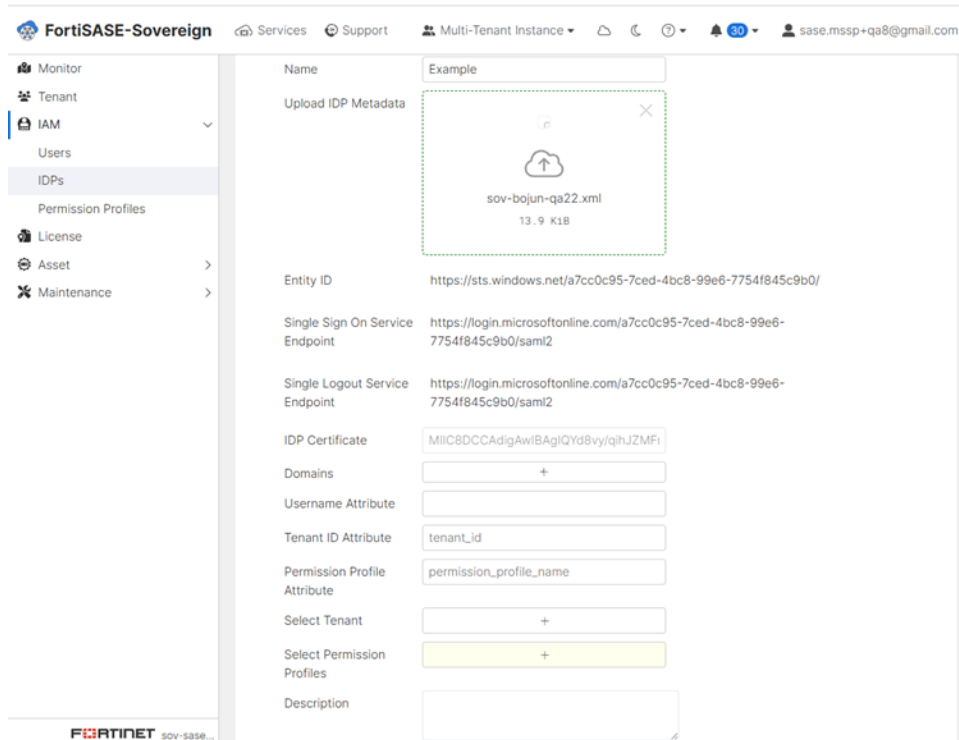 FortiSASE-Sovereign Services Support Multi-Tenant Instance 30 sase.mssp+qa8@gmail.com
Monitor
Tenant
IAM
Users
IDPs
Permission Profiles
License
Asset
Maintenance
FORTINET sov-sase...
Name Example
Upload IDP Metadata
sov-bojun-qa22.xml
13.9 KiB
Entity ID https://sts.windows.net/a7cc0c95-7ced-4bc8-99e6-7754f845c9b0/
Single Sign On Service https://login.microsoftonline.com/a7cc0c95-7ced-4bc8-99e6-
Endpoint 7754f845c9b0/saml2
Single Logout Service https://login.microsoftonline.com/a7cc0c95-7ced-4bc8-99e6-
Endpoint 7754f845c9b0/saml2
IDP Certificate
Domains +
Username Attribute
Tenant ID Attribute tenant_id
Permission Profile permission_profile_name
Attribute
Select Tenant +
Select Permission +
Profiles
Description